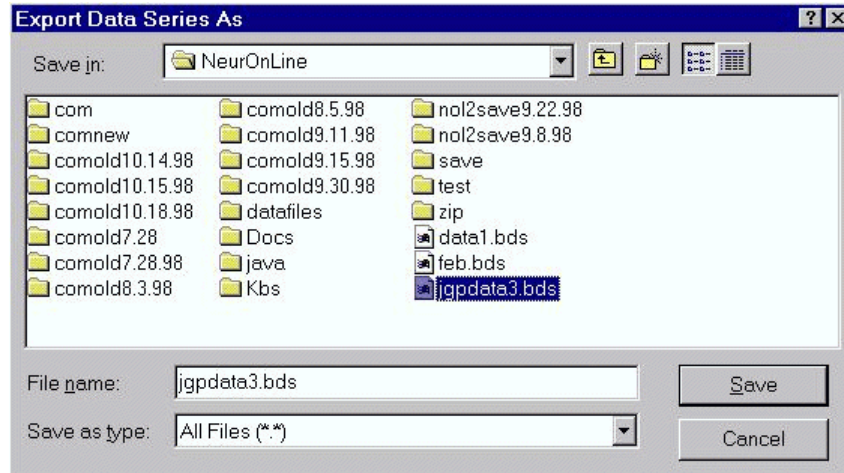 Export Data Series As
Save in: NeurOnLine
com comold8.5.98 nol2save9.22.98
comnew comold9.11.98 nol2save9.8.98
comold10.14.98 comold9.15.98 save
comold10.15.98 comold9.30.98 test
comold10.18.98 datafiles zip
comold7.28 Docs data1.bds
comold7.28.98 java feb.bds
comold8.3.98 Kbs jgpdata3.bds
File name: jgpdata3.bds Save
Save as type: All Files (*.*) Cancel